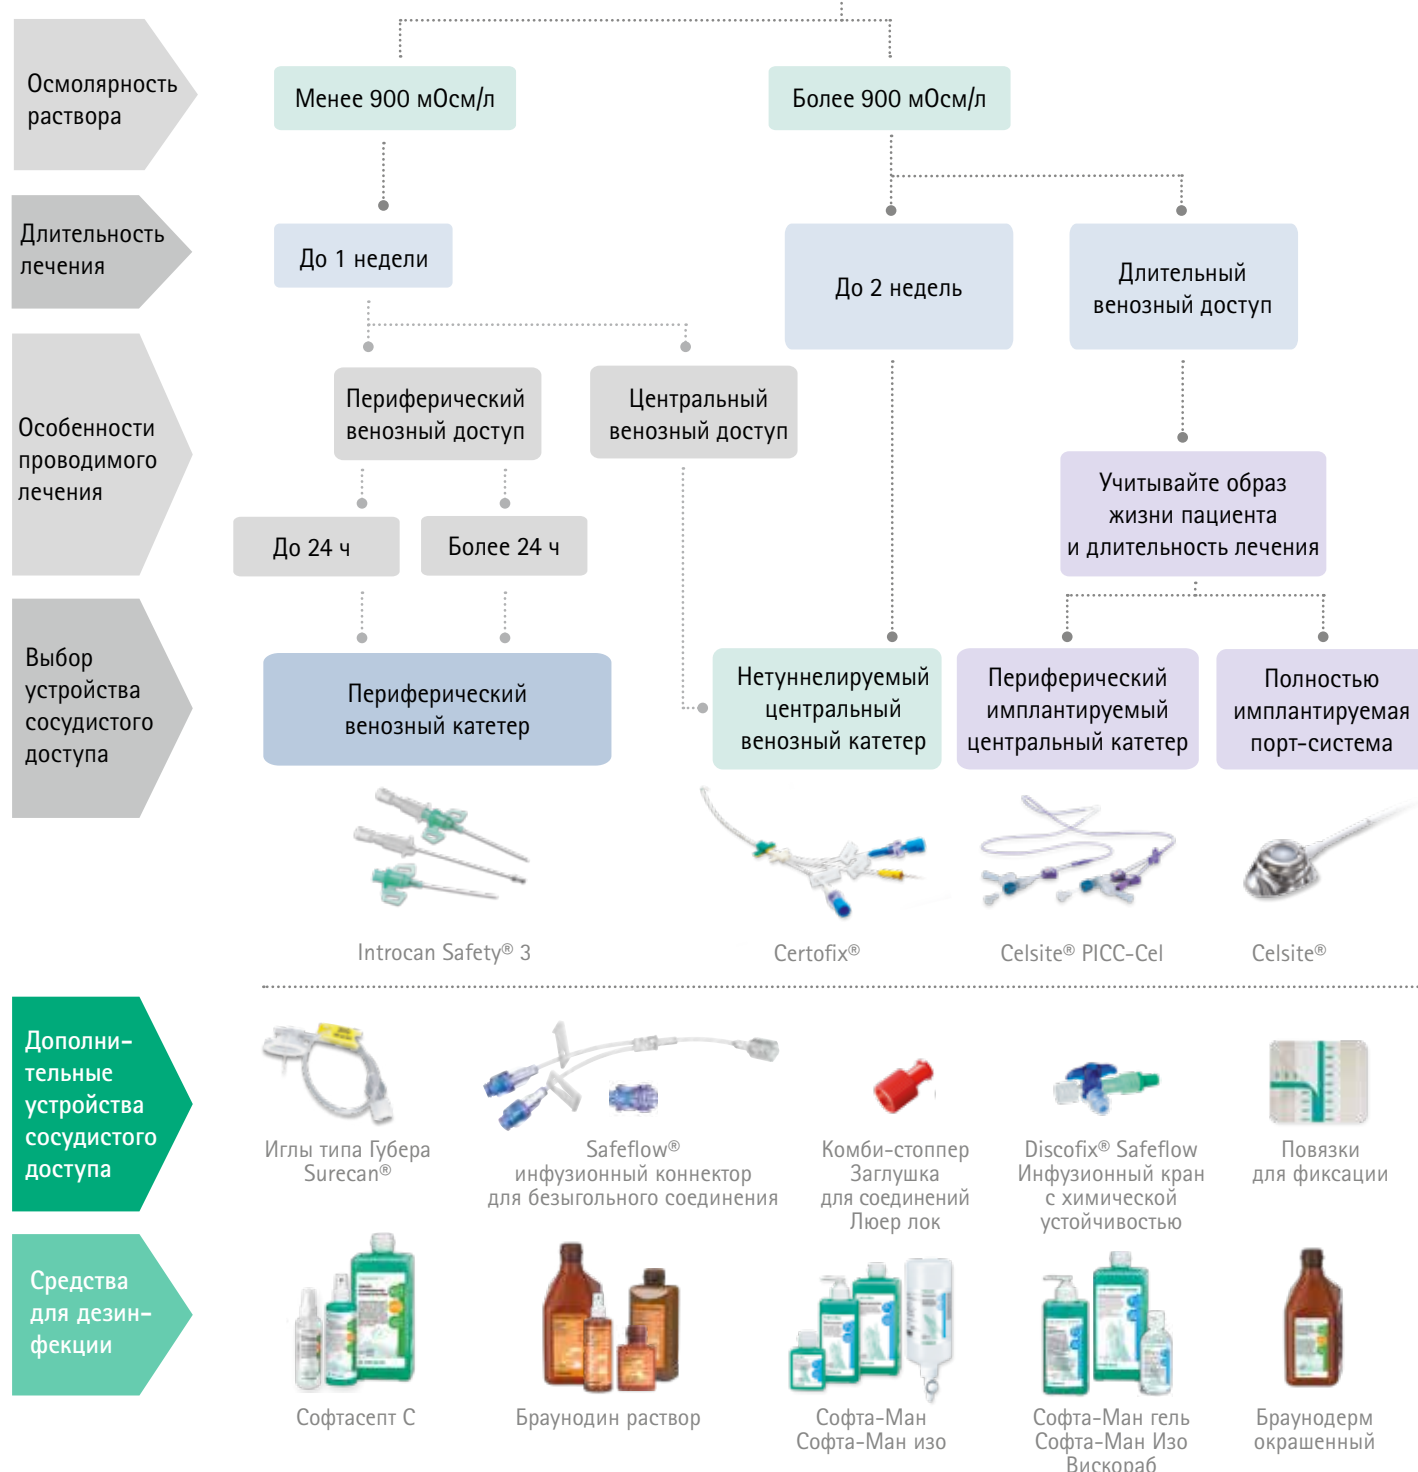 Осмолярность
раствора
Менее 900 мОсм/л
Более 900 мОсм/л
Длительность
лечения
До 1 недели
До 2 недель
Длительный
венозный доступ
Особенности
проводимого
лечения
Периферический
венозный доступ
Центральный
венозный доступ
До 24 ч
Более 24 ч
Учитывайте образ
жизни пациента
и длительность лечения
Выбор
устройства
сосудистого
доступа
Периферический
венозный катетер
Нетуннелируемый
центральный
венозный катетер
Периферический
имплантируемый
центральный катетер
Полностью
имплантируемая
порт-система
Introcan Safety® 3
Certofix®
Celsite® PICC-Cel
Celsite®
Дополни-
тельные
устройства
сосудистого
доступа
Иглы типа Губера
Surecan®
Safeflow®
инфузионный коннектор
для безыгольного соединения
Комби-стоппер
Заглушка
для соединений
Люер лок
Discofix® Safeflow
Инфузионный кран
с химической
устойчивостью
Повязки
для фиксации
Средства
для дезин-
фекции
Софтасепт С
Браунодин раствор
Софта-Ман
Софта-Ман изо
Софта-Ман гель
Софта-Ман Изо
Вискораб
Браунодерм
окрашенный